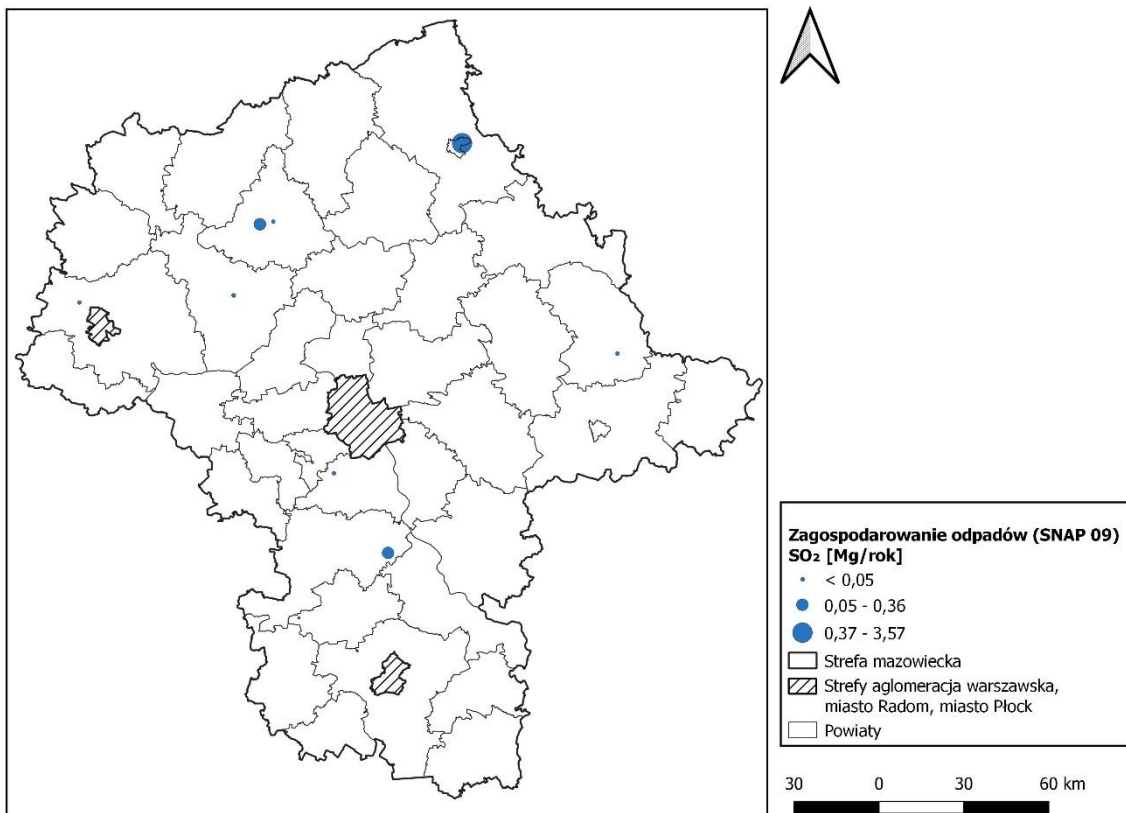 Zagospodarowanie odpadów (SNAP 09)
SO₂ [Mg/rok]
< 0,05
0,05 - 0,36
0,37 - 3,57
Strefa mazowiecka
Strefy aglomeracja warszawska,
miasto Radom, miasto Płock
Powiaty
30 0 30 60 km